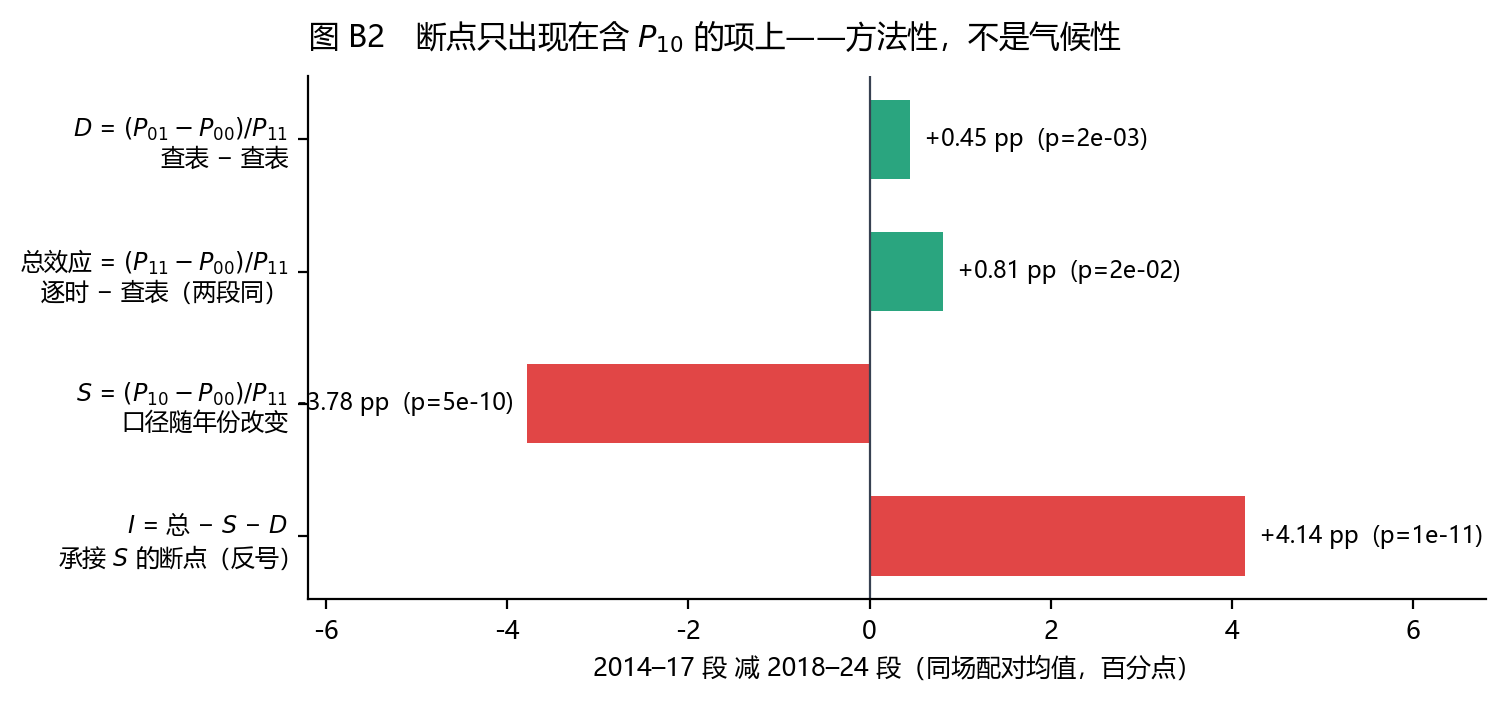 图 B2　断点只出现在含 P₁₀ 的项上——方法性，不是气候性
D = (P₀₁ − P₀₀)/P₁₁
查表 − 查表
+0.45 pp (p=2e-03)
总效应 = (P₁₁ − P₀₀)/P₁₁
逐时 − 查表（两段同）
+0.81 pp (p=2e-02)
S = (P₁₀ − P₀₀)/P₁₁
口径随年份改变
-3.78 pp (p=5e-10)
I = 总 − S − D
承接 S 的断点（反号）
+4.14 pp (p=1e-11)
-6 -4 -2 0 2 4 6
2014–17 段 减 2018–24 段（同场配对均值，百分点）